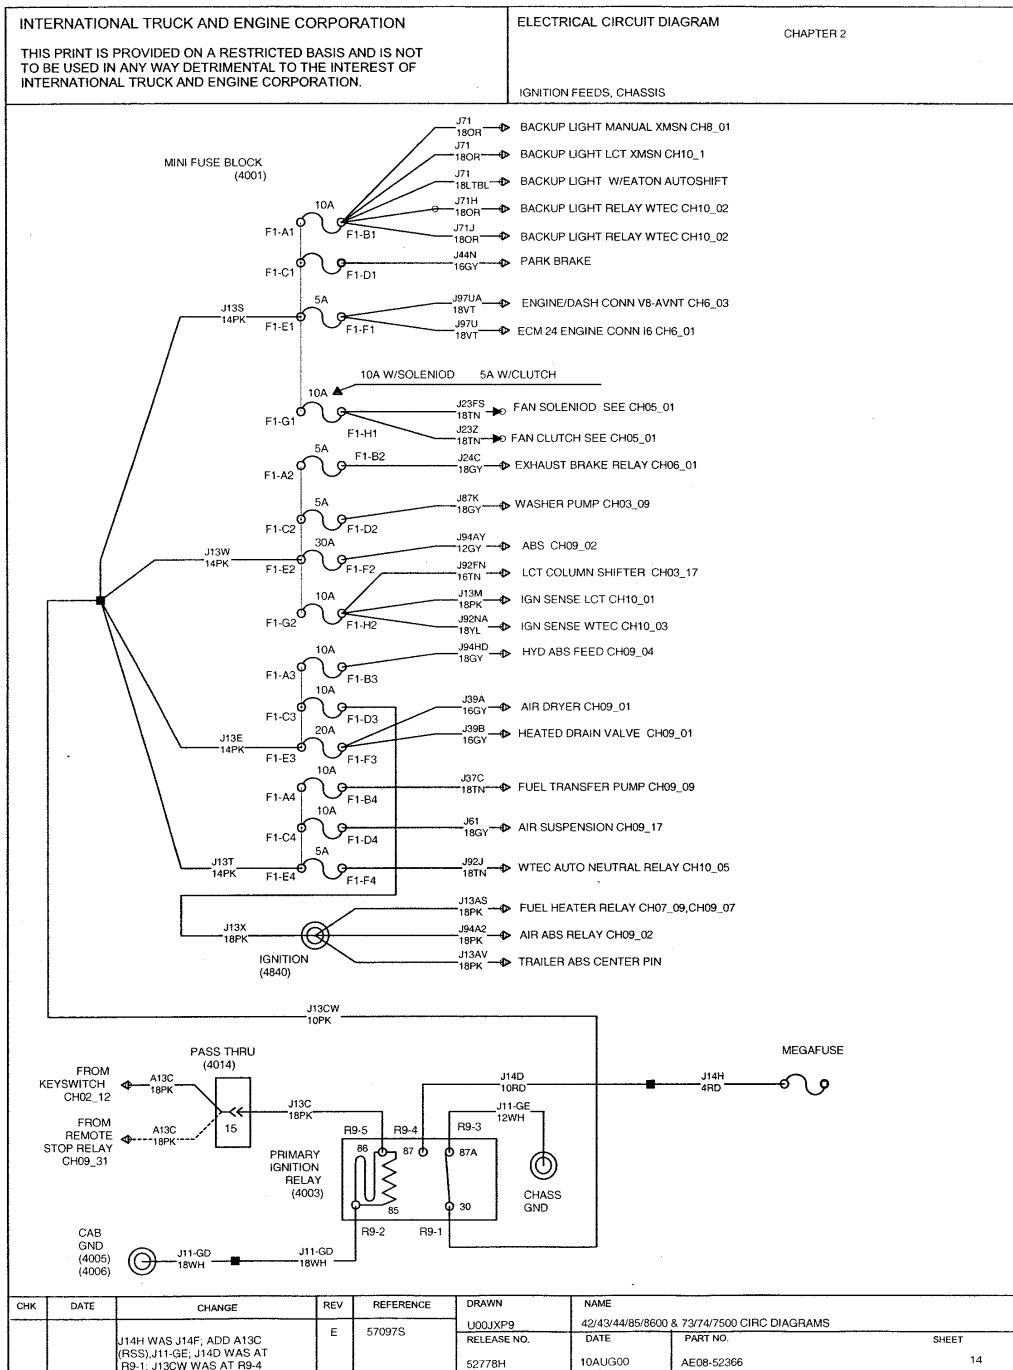 INTERNATIONAL TRUCK AND ENGINE CORPORATION
THIS PRINT IS PROVIDED ON A RESTRICTED BASIS AND IS NOT
TO BE USED IN ANY WAY DETRIMENTAL TO THE INTEREST OF
INTERNATIONAL TRUCK AND ENGINE CORPORATION.
ELECTRICAL CIRCUIT DIAGRAM
CHAPTER 2
IGNITION FEEDS, CHASSIS
MINI FUSE BLOCK
(4001)
J71
18OR
BACKUP LIGHT MANUAL XMSN CH8_01
J71
18OR
BACKUP LIGHT LCT XMSN CH10_1
J71
18LTBL
BACKUP LIGHT W/EATON AUTOSHIFT
10A
J71H
18OR
BACKUP LIGHT RELAY WTEC CH10_02
F1-A1
F1-B1
J71J
18OR
BACKUP LIGHT RELAY WTEC CH10_02
F1-C1
F1-D1
J44N
16GY
PARK BRAKE
J13S
14PK
5A
F1-E1
F1-F1
J97UA
18VT
ENGINE/DASH CONN V8-AVNT CH6_03
J97U
18VT
ECM 24 ENGINE CONN I6 CH6_01
10A W/SOLENIOD 5A W/CLUTCH
10A
F1-G1
F1-H1
J23FS
18TN
FAN SOLENIOD SEE CH05_01
J23Z
18TN
FAN CLUTCH SEE CH05_01
5A
F1-A2
F1-B2
J24C
18GY
EXHAUST BRAKE RELAY CH06_01
5A
F1-C2
F1-D2
J87K
18GY
WASHER PUMP CH03_09
J13W
14PK
30A
F1-E2
F1-F2
J94AY
12GY
ABS CH09_02
J92FN
16TN
LCT COLUMN SHIFTER CH03_17
10A
F1-G2
F1-H2
J13M
18PK
IGN SENSE LCT CH10_01
J92NA
18YL
IGN SENSE WTEC CH10_03
10A
F1-A3
F1-B3
J94HD
18GY
HYD ABS FEED CH09_04
10A
F1-C3
F1-D3
J39A
16GY
AIR DRYER CH09_01
J13E
14PK
20A
F1-E3
F1-F3
J39B
16GY
HEATED DRAIN VALVE CH09_01
10A
F1-A4
F1-B4
J37C
18TN
FUEL TRANSFER PUMP CH09_09
10A
F1-C4
F1-D4
J61
18GY
AIR SUSPENSION CH09_17
J13T
14PK
5A
F1-E4
F1-F4
J92J
18TN
WTEC AUTO NEUTRAL RELAY CH10_05
J13AS
18PK
FUEL HEATER RELAY CH07_09,CH09_07
J13X
18PK
J94A2
18PK
AIR ABS RELAY CH09_02
IGNITION
(4840)
J13AV
18PK
TRAILER ABS CENTER PIN
J13CW
10PK
PASS THRU
(4014)
MEGAFUSE
FROM
KEYSWITCH
CH02_12
A13C
18PK
J13C
18PK
J14D
10RD
J14H
4RD
J11-GE
12WH
FROM
REMOTE
STOP RELAY
CH09_31
A13C
18PK
15
R9-5
R9-4
R9-3
86
87
87A
PRIMARY
IGNITION
RELAY
(4003)
85
30
CHASS
GND
R9-2
R9-1
CAB
GND
(4005)
(4006)
J11-GD
18WH
J11-GD
18WH
CHK
DATE
CHANGE
REV
REFERENCE
DRAWN
NAME
J14H WAS J14F; ADD A13C
(RSS),J11-GE; J14D WAS AT
R9-1; J13CW WAS AT R9-4
E
57097S
U00JXP9
42/43/44/85/8600 & 73/74/7500 CIRC DIAGRAMS
RELEASE NO.
DATE
PART NO.
SHEET
52778H
10AUG00
AE08-52366
14